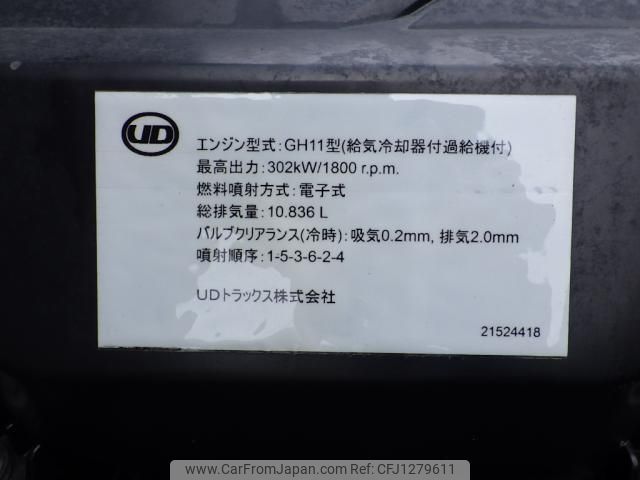 UD
エンジン型式:GH11型(給気冷却器付過給機付)
最高出力:302kW/1800 r.p.m.
燃料噴射方式:電子式
総排気量:10.836 L
バルブクリアランス(冷時):吸気0.2mm, 排気2.0mm
噴射順序:1-5-3-6-2-4
UDトラックス株式会社
21524418
www.CarFromJapan.com - Photo ID: CFJ1279611